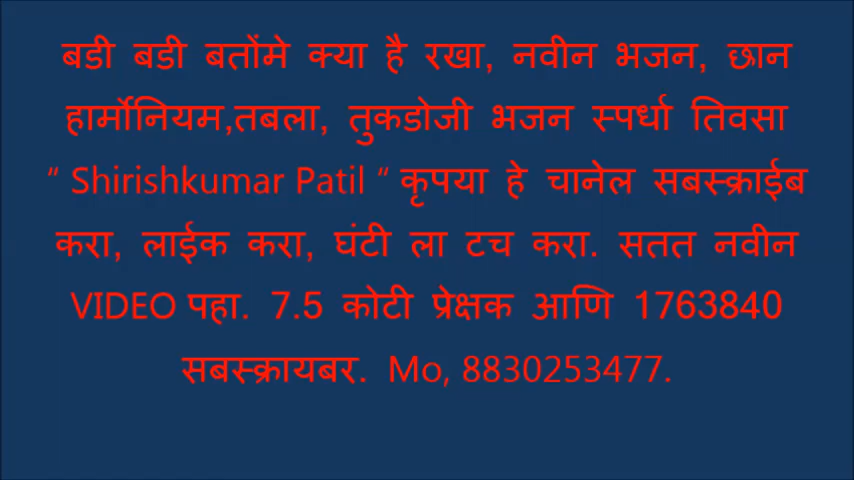 बडी बडी बतोंमे क्या है रखा, नवीन भजन, छान
हार्मोनियम,तबला, तुकडोजी भजन स्पर्धा तिवसा
“ Shirishkumar Patil “ कृपया हे चानेल सबस्क्राईब
करा, लाईक करा, घंटी ला टच करा. सतत नवीन
VIDEO पहा. 7.5 कोटी प्रेक्षक आणि 1763840
सबस्क्रायबर. Mo, 8830253477.